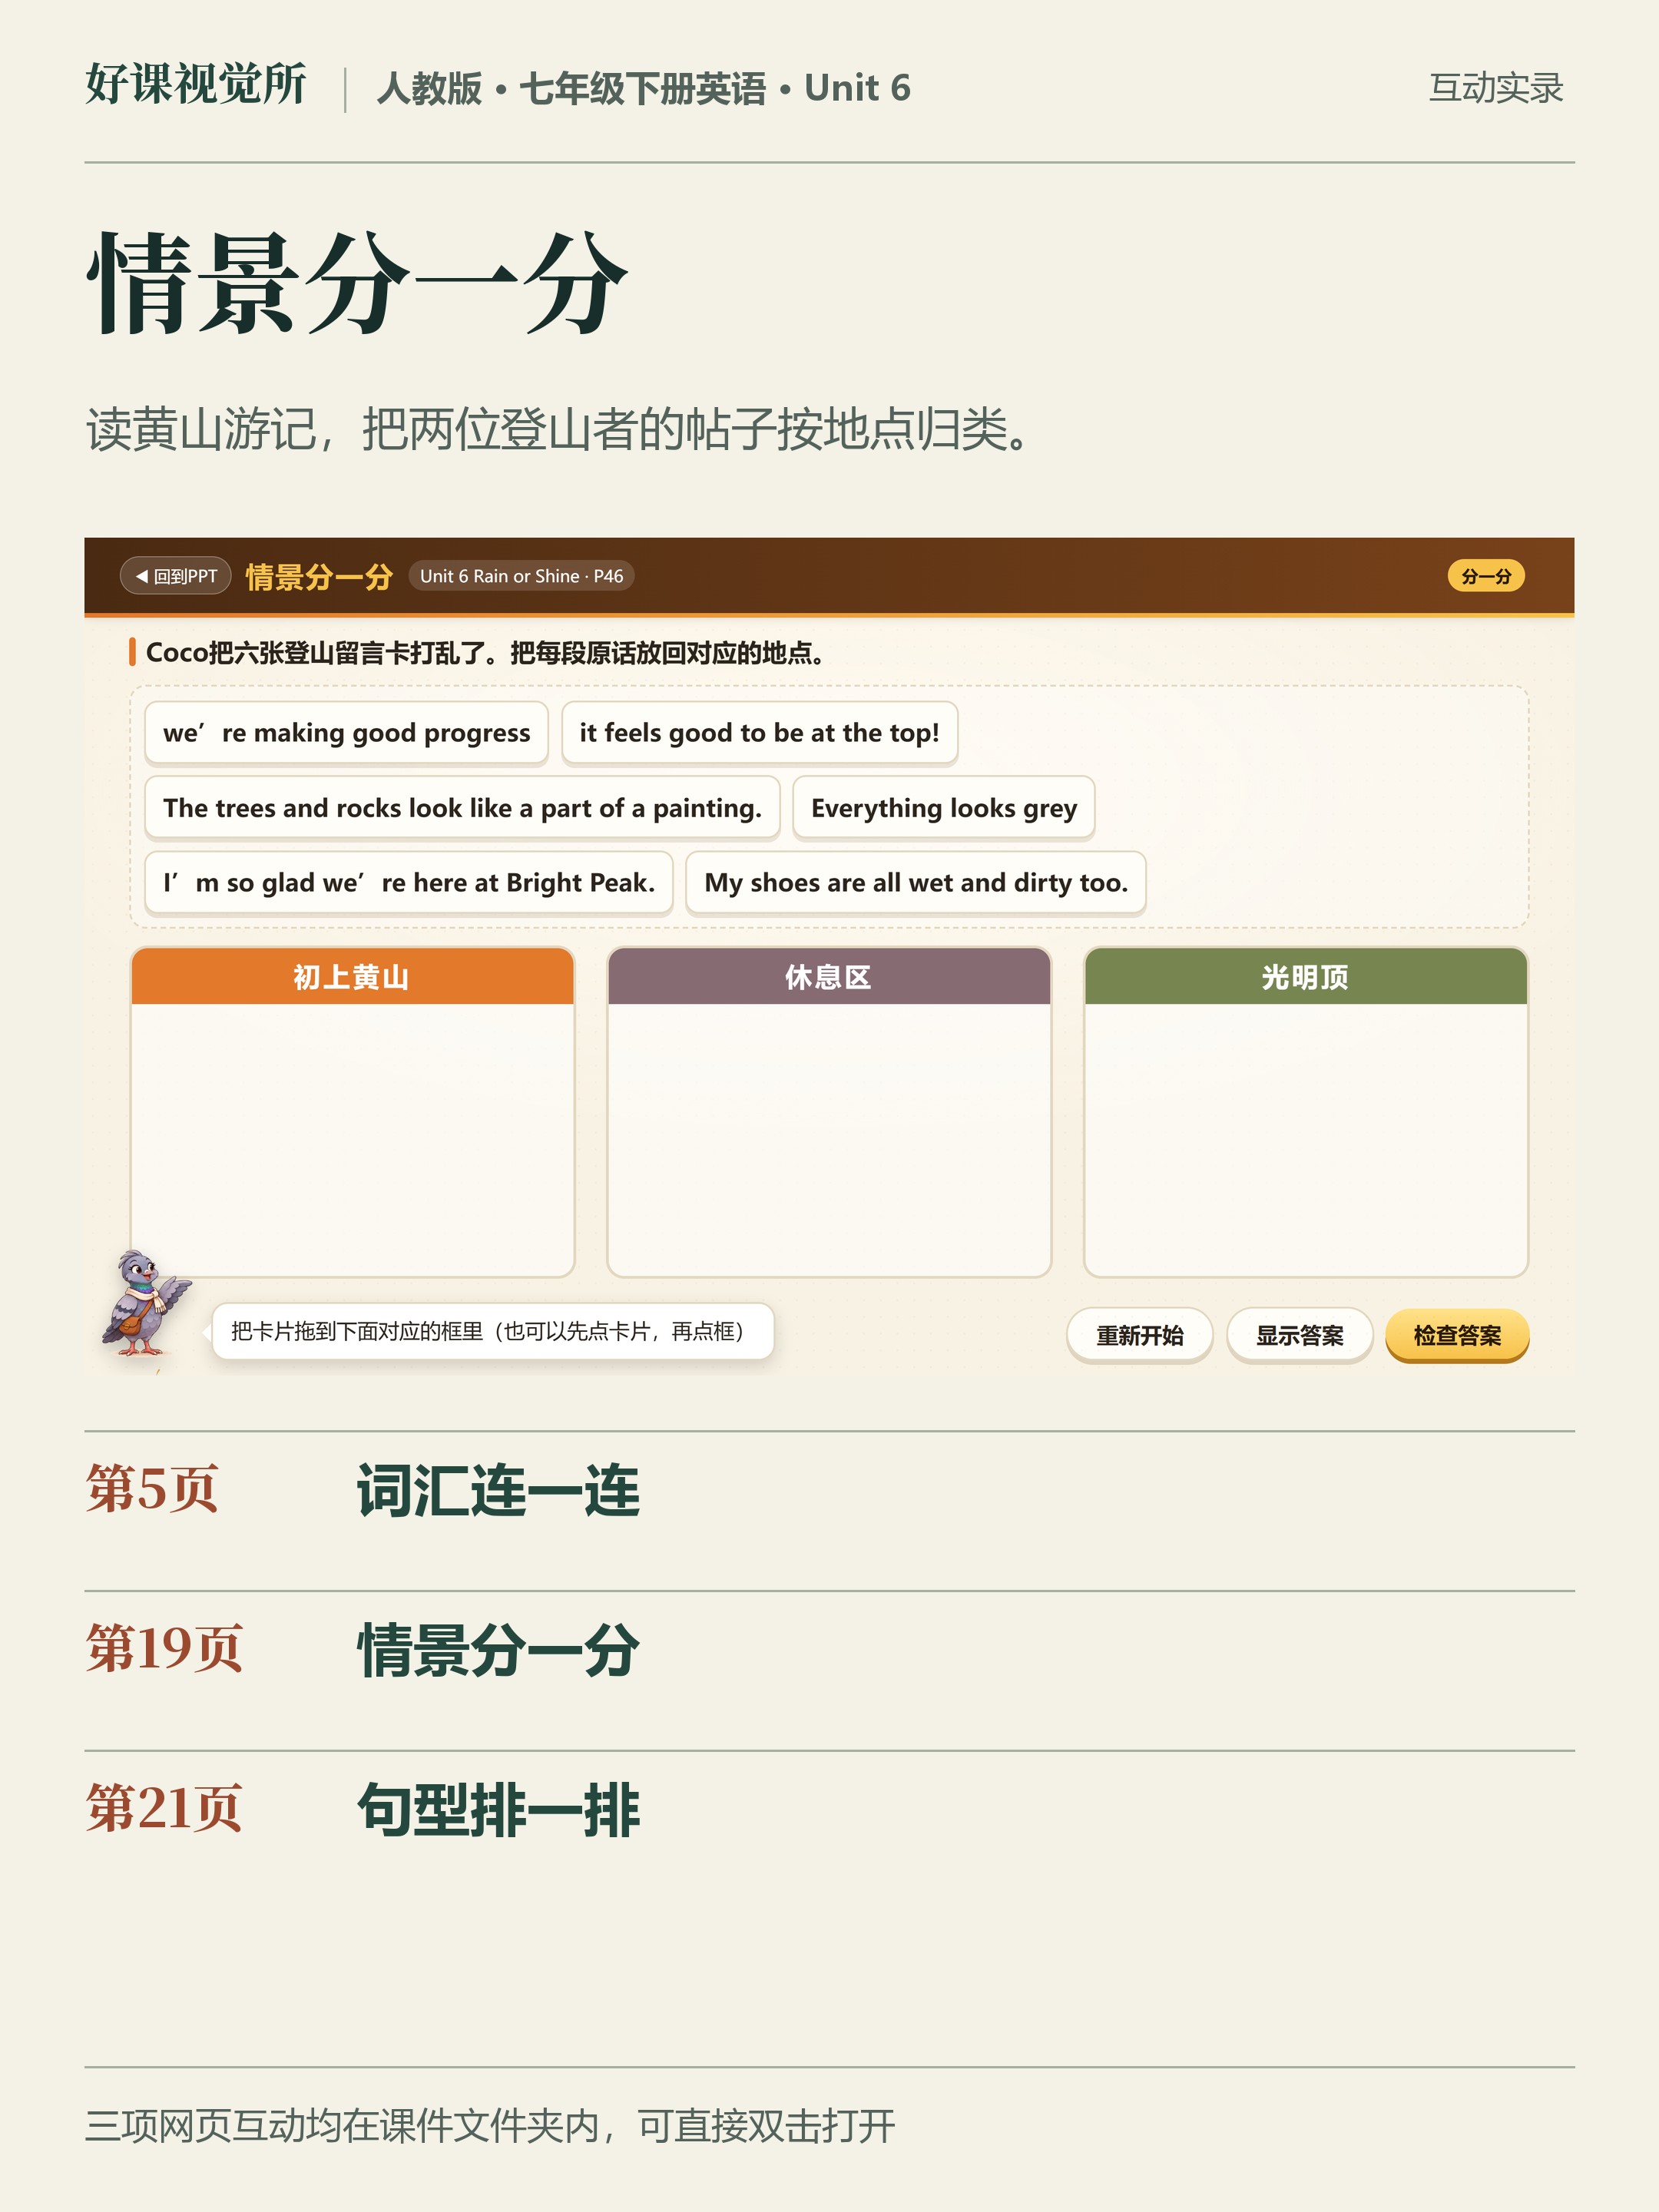 好课视觉所
人教版·七年级下册英语·Unit 6
互动实录
情景分一分
读黄山游记，把两位登山者的帖子按地点归类。
◀ 回到PPT
情景分一分
Unit 6 Rain or Shine · P46
分一分
Coco把六张登山留言卡打乱了。把每段原话放回对应的地点。
we’re making good progress
it feels good to be at the top!
The trees and rocks look like a part of a painting.
Everything looks grey
I’m so glad we’re here at Bright Peak.
My shoes are all wet and dirty too.
初上黄山
休息区
光明顶
把卡片拖到下面对应的框里（也可以先点卡片，再点框）
重新开始
显示答案
检查答案
第5页
词汇连一连
第19页
情景分一分
第21页
句型排一排
三项网页互动均在课件文件夹内，可直接双击打开